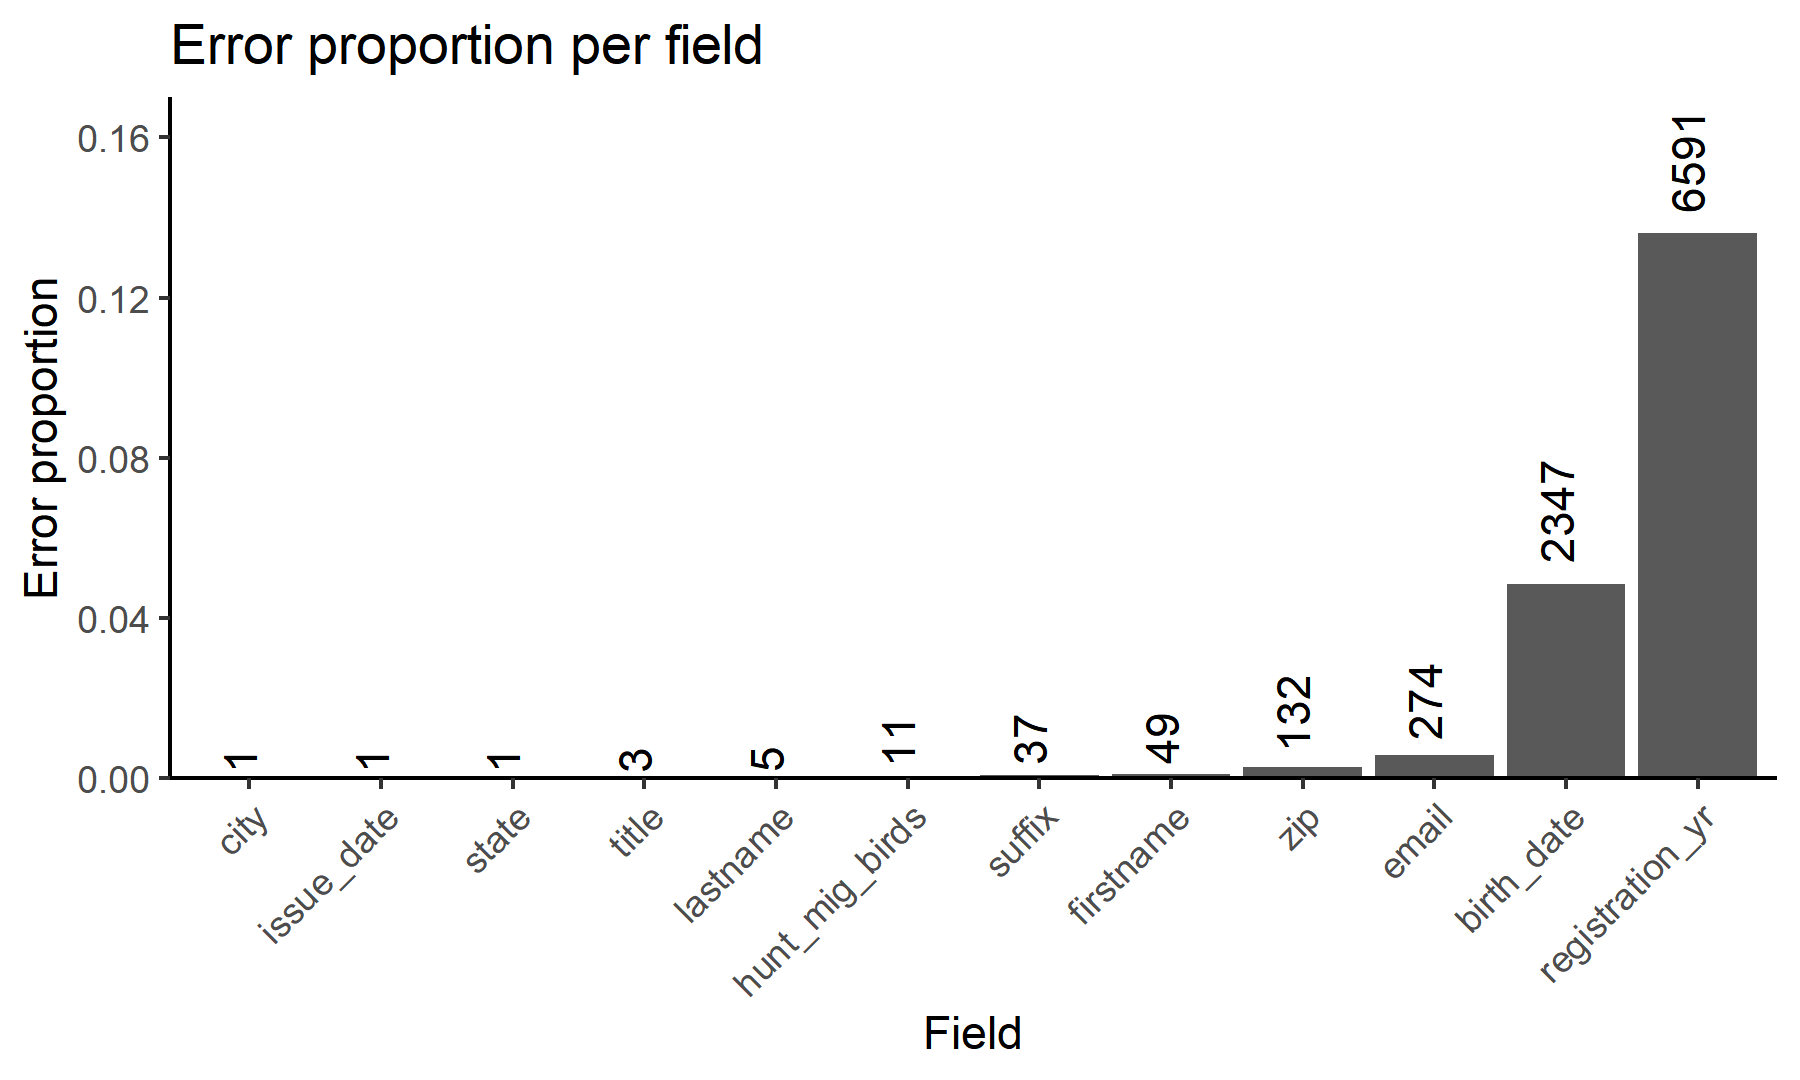 Error proportion per field
Error proportion
0.16
0.12
0.08
0.04
0.00
1
1
1
3
5
11
37
49
132
274
2347
6591
city
issue_date
state
title
lastname
hunt_mig_birds
suffix
firstname
zip
email
birth_date
registration_yr
Field